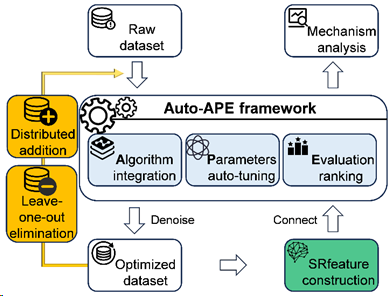 Raw
dataset
Mechanism
analysis
Distributed
addition
Leave-
one-out
elimination
Auto-APE framework
Algorithm
integration
Parameters
auto-tuning
Evaluation
ranking
Denoise
Connect
Optimized
dataset
SRfeature
construction